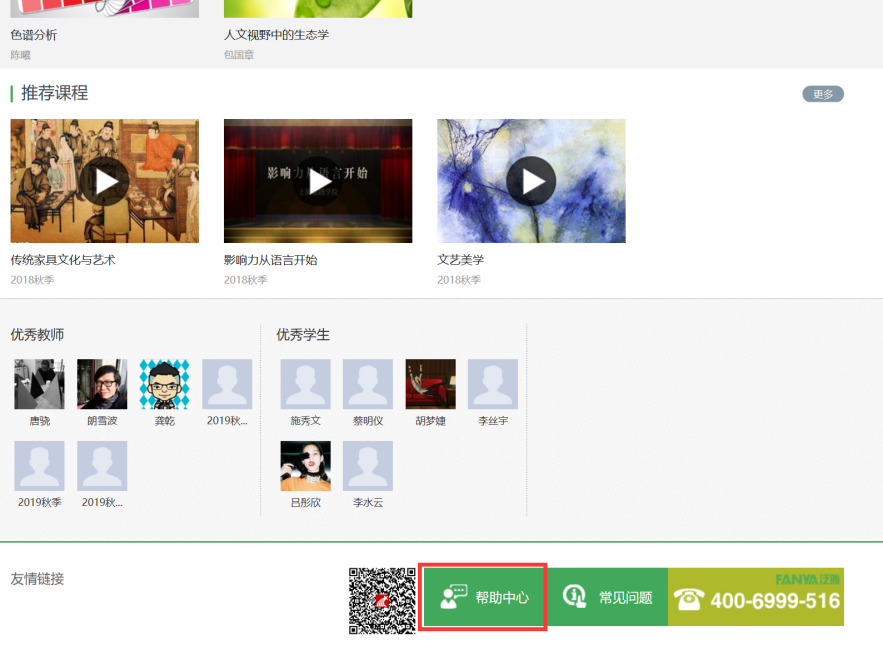 色谱分析
人文视野中的生态学
陈曦
包国章
推荐课程
更多
影响力从语言开始
传统家具文化与艺术
影响力从语言开始
文艺美学
2018秋季
2018秋季
2018秋季
优秀教师
优秀学生
唐骁
朗雪波
龚乾
2019秋...
施秀文
蔡明仪
胡梦婕
李丝宇
2019秋季
2019秋...
吕彤欣
李水云
友情链接
帮助中心
常见问题
FANYA泛雅
400-6999-516